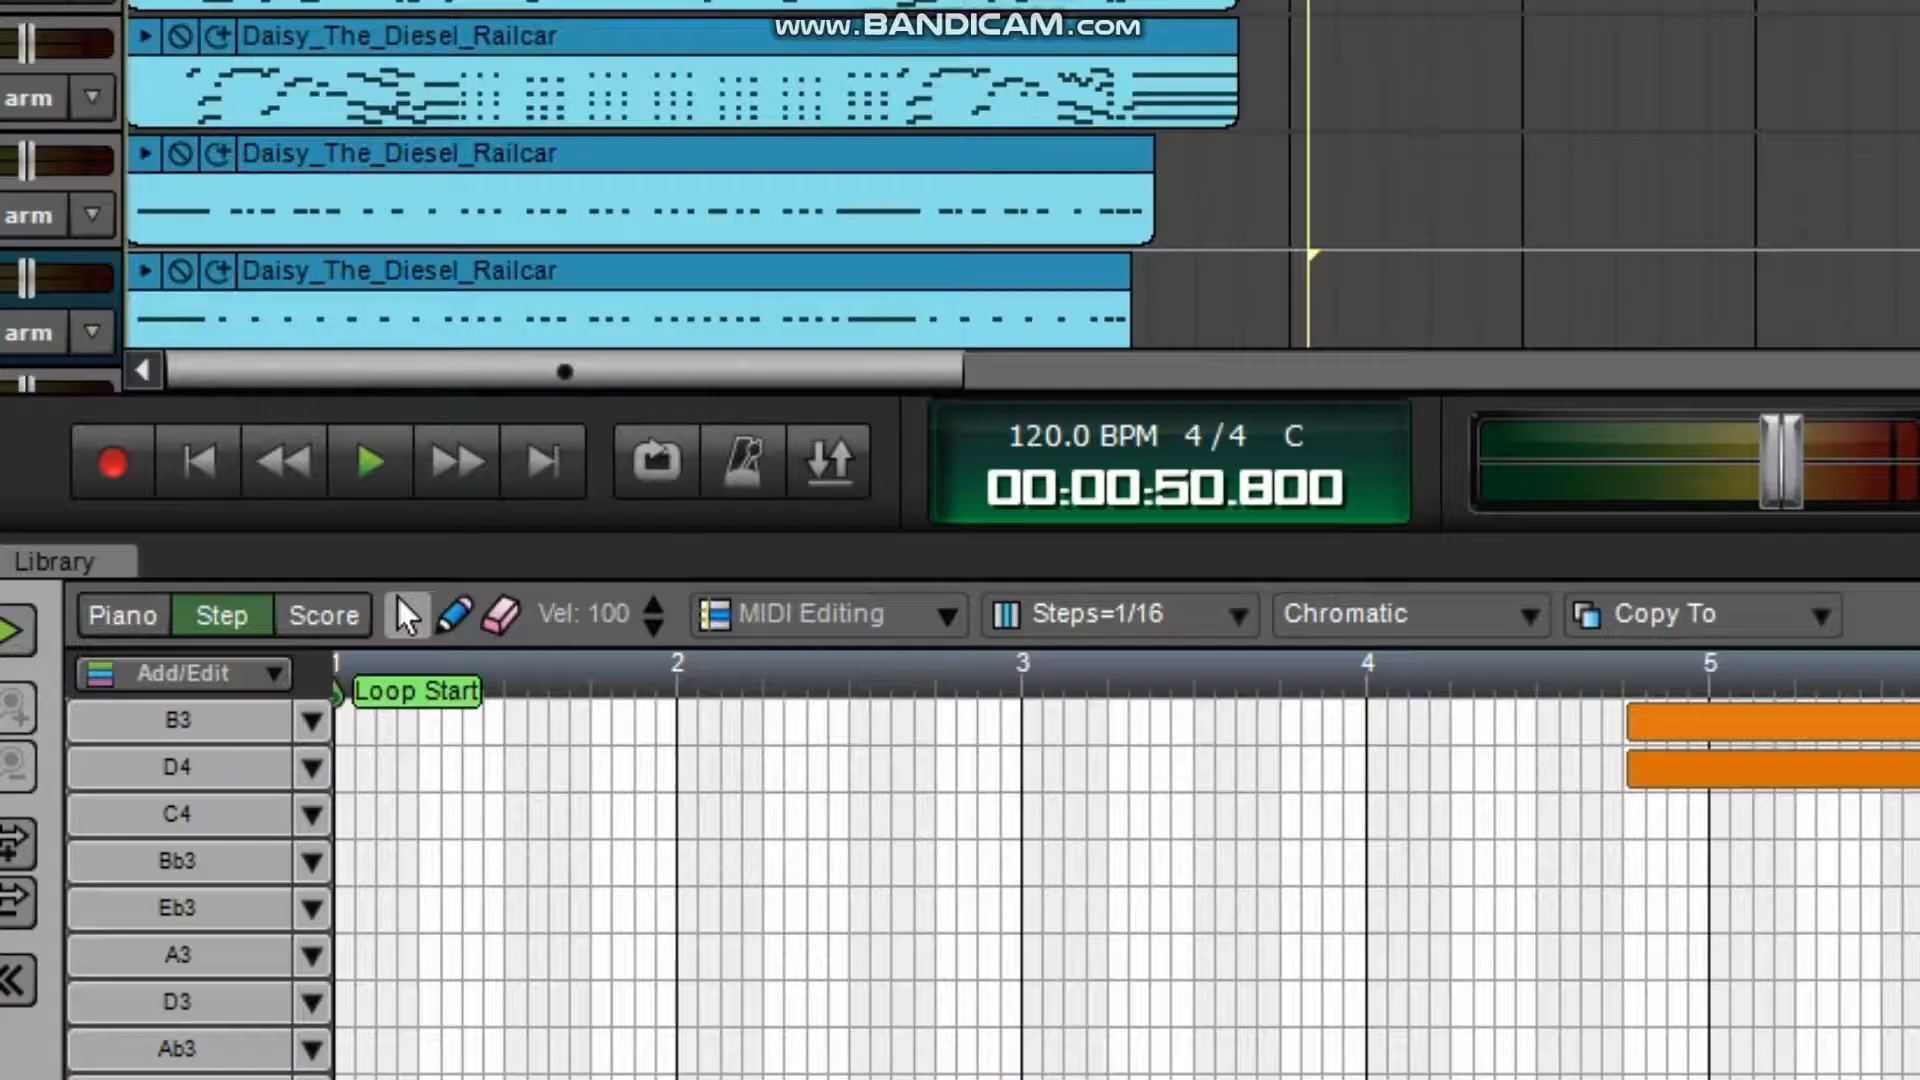 www.BANDICAM.com
Daisy_The_Diesel_Railcar
arm
Daisy_The_Diesel_Railcar
arm
Daisy_The_Diesel_Railcar
arm
120.0 BPM 4/4 C
00:00:50.800
Library
Piano Step Score Vel: 100 MIDI Editing Steps=1/16 Chromatic Copy To
Add/Edit 1 2 3 4 5
Loop Start
B3
D4
C4
Bb3
Eb3
A3
D3
Ab3